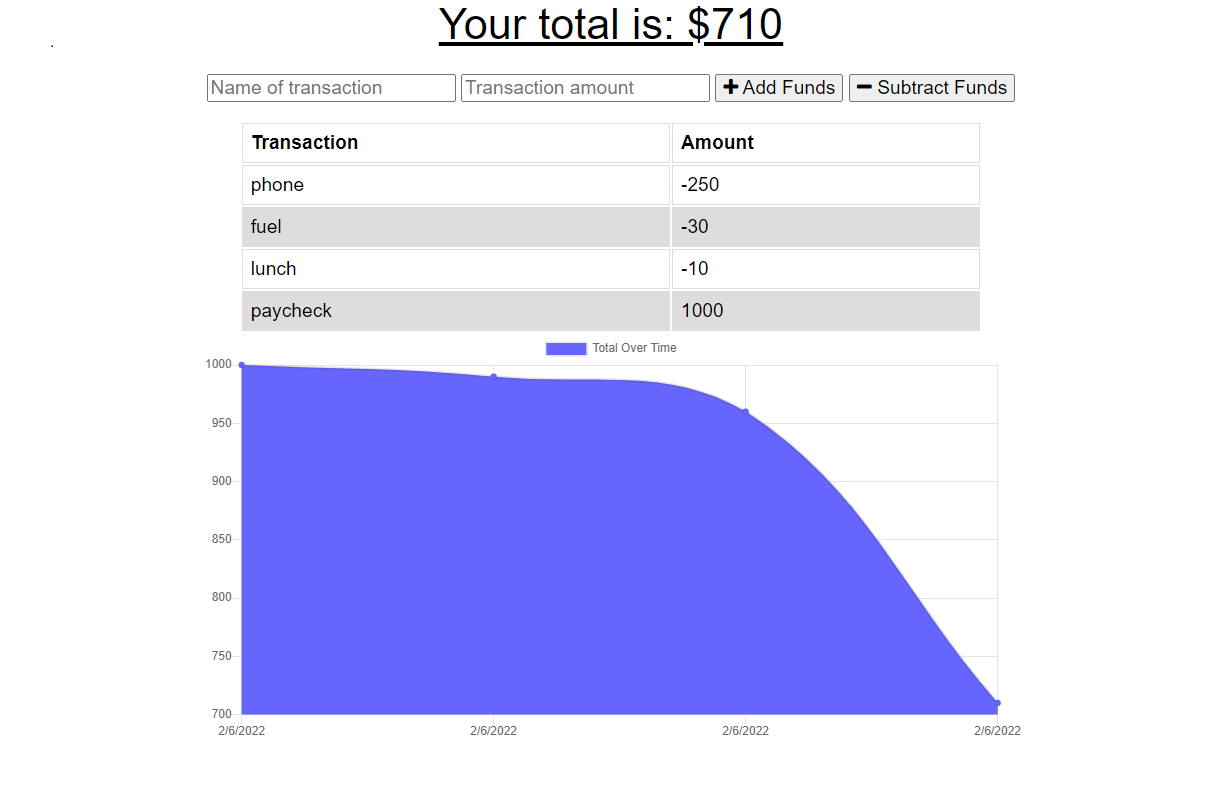 Your total is: $710
.
Name of transaction Transaction amount Add Funds Subtract Funds
Transaction Amount
phone -250
fuel -30
lunch -10
paycheck 1000
Total Over Time
1000
950
900
850
800
750
700
2/6/2022 2/6/2022 2/6/2022 2/6/2022